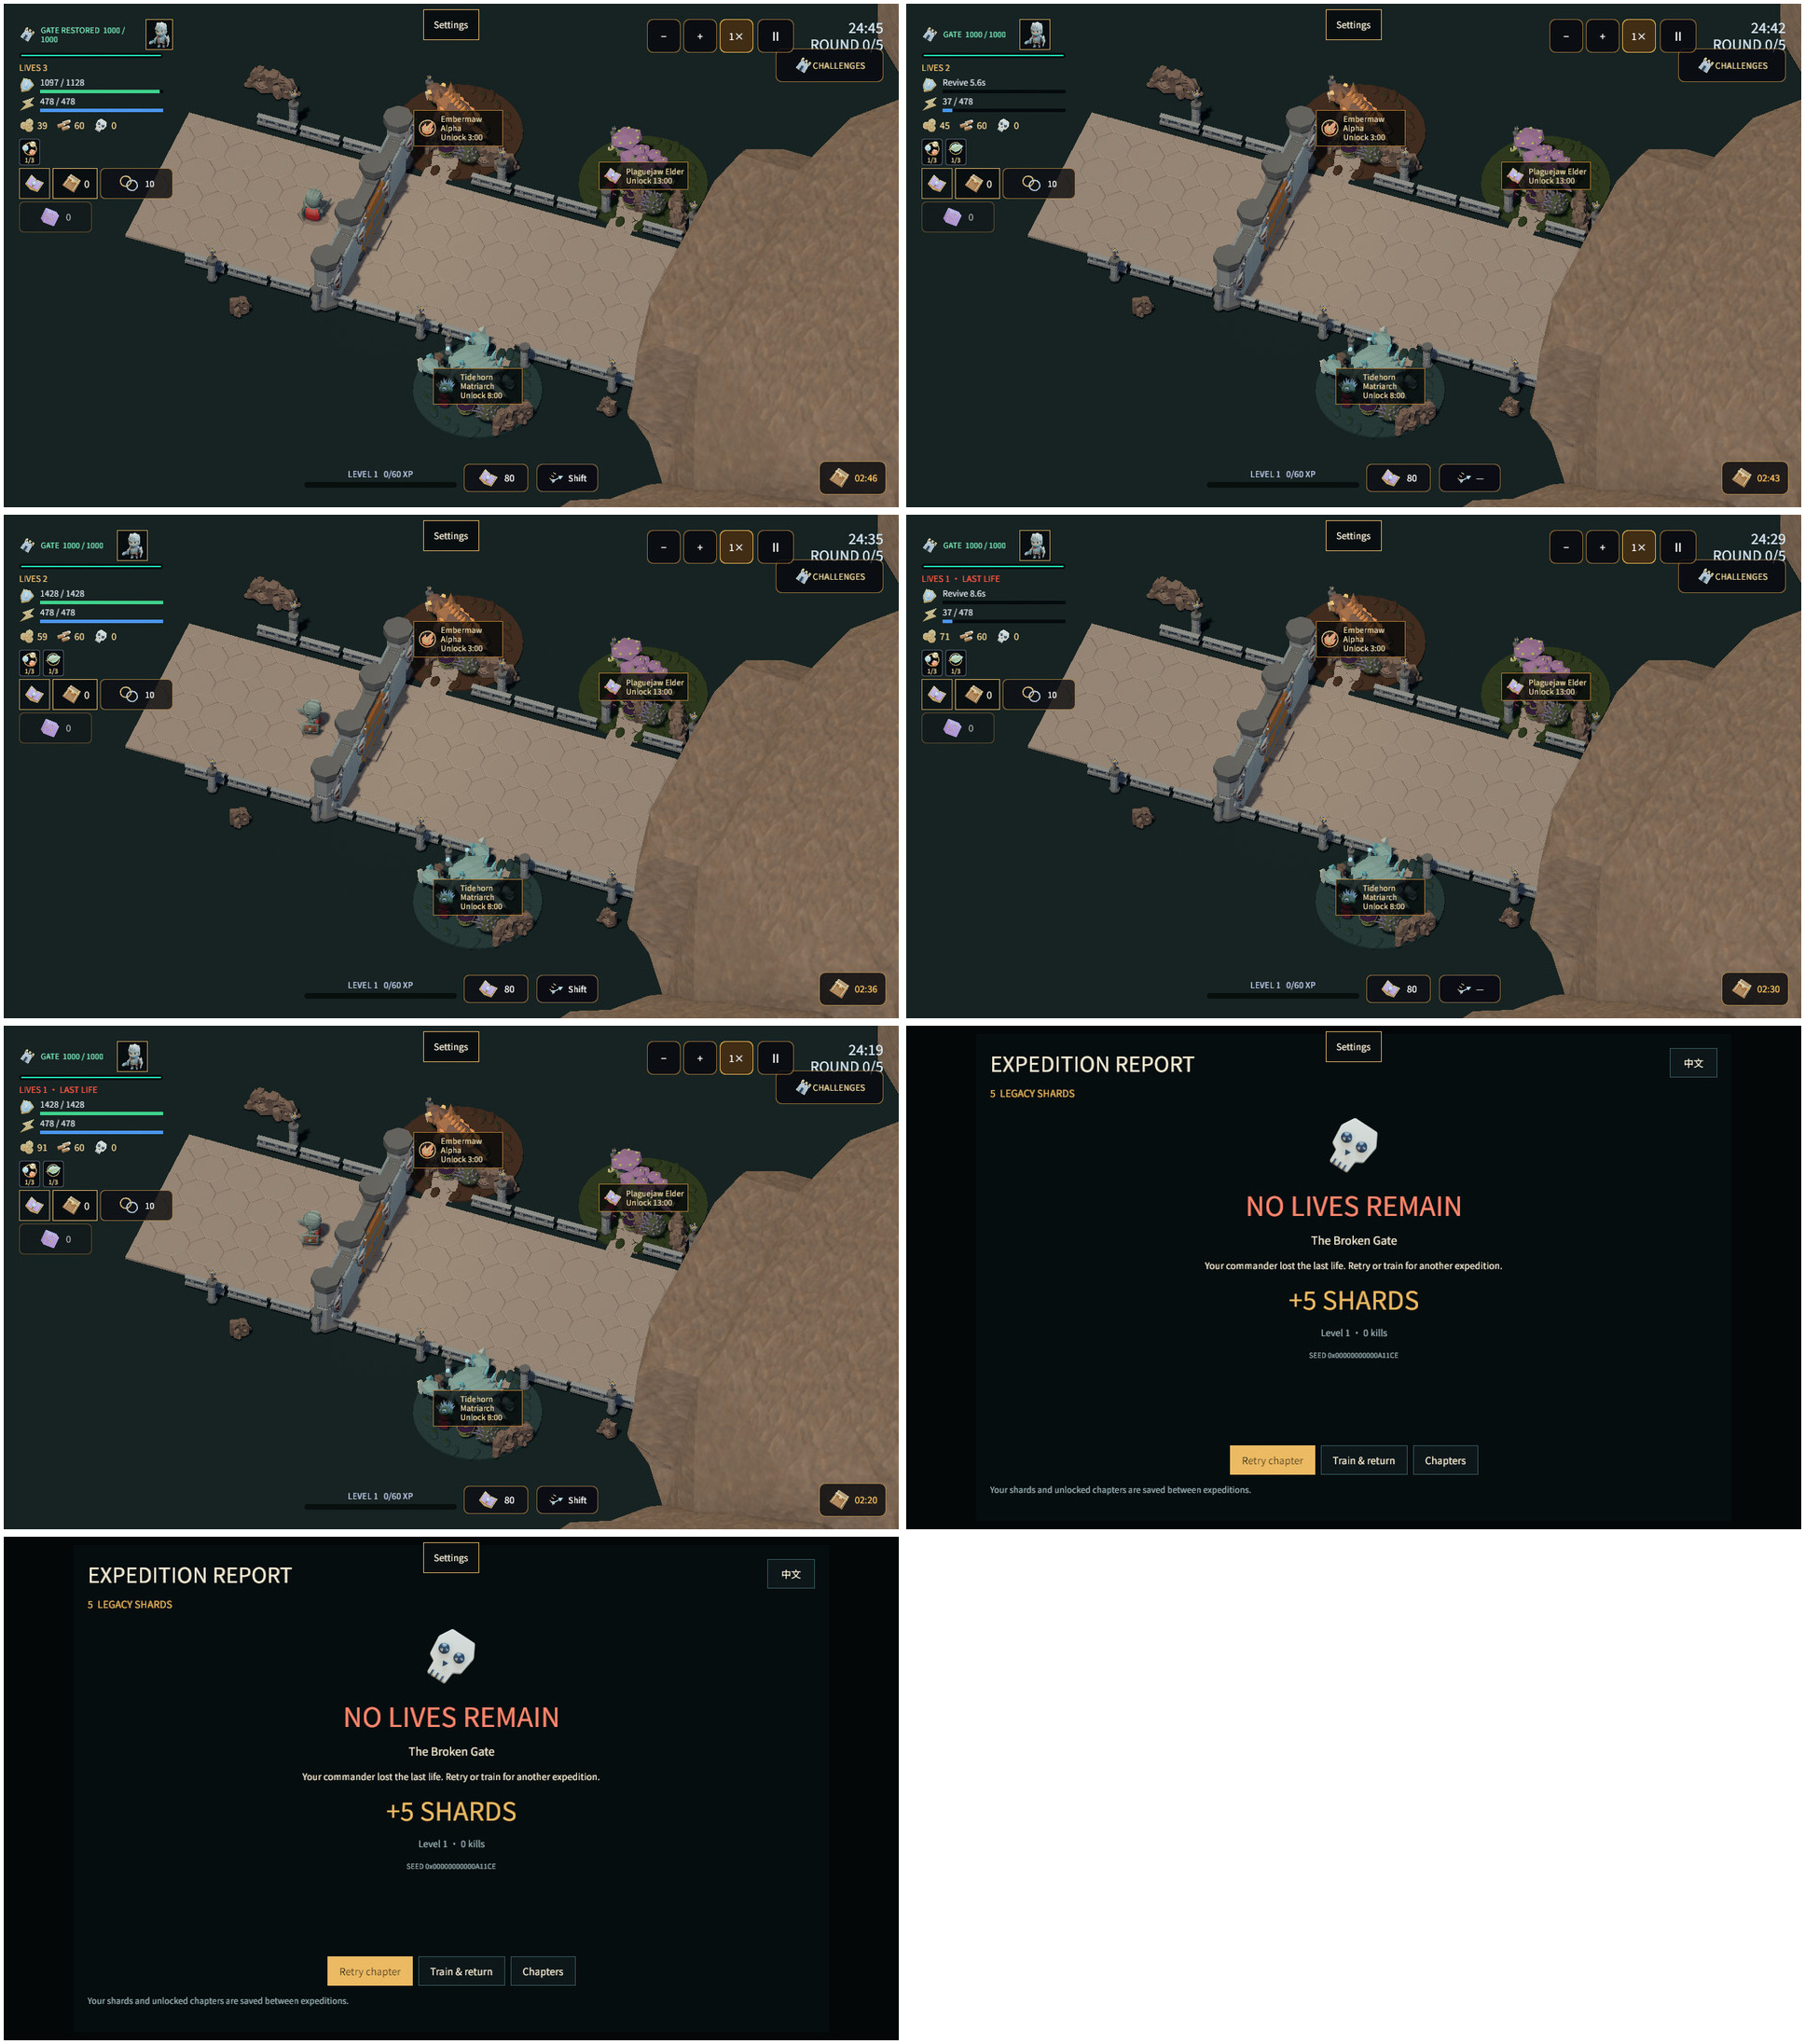 GATE RESTORED 1000 /
1000
Settings
- + 1× II
24:45
ROUND 0/5
CHALLENGES
LIVES 3
1097 / 1128
478 / 478
39 60 0
1/3
0 10
0
Embermaw
Alpha
Unlock 3:00
Plaguejaw Elder
Unlock 13:00
Tidehorn
Matriarch
Unlock 8:00
LEVEL 1 0/60 XP
80
Shift
02:46
GATE 1000 / 1000
Settings
- + 1× II
24:42
ROUND 0/5
CHALLENGES
LIVES 2
Revive 5.6s
37 / 478
45 60 0
1/3 1/3
0 10
0
Embermaw
Alpha
Unlock 3:00
Plaguejaw Elder
Unlock 13:00
Tidehorn
Matriarch
Unlock 8:00
LEVEL 1 0/60 XP
80
—
02:43
GATE 1000 / 1000
Settings
- + 1× II
24:35
ROUND 0/5
CHALLENGES
LIVES 2
1428 / 1428
478 / 478
59 60 0
1/3 1/3
0 10
0
Embermaw
Alpha
Unlock 3:00
Plaguejaw Elder
Unlock 13:00
Tidehorn
Matriarch
Unlock 8:00
LEVEL 1 0/60 XP
80
Shift
02:36
GATE 1000 / 1000
Settings
- + 1× II
24:29
ROUND 0/5
CHALLENGES
LIVES 1 • LAST LIFE
Revive 8.6s
37 / 478
71 60 0
1/3 1/3
0 10
0
Embermaw
Alpha
Unlock 3:00
Plaguejaw Elder
Unlock 13:00
Tidehorn
Matriarch
Unlock 8:00
LEVEL 1 0/60 XP
80
—
02:30
GATE 1000 / 1000
Settings
- + 1× II
24:19
ROUND 0/5
CHALLENGES
LIVES 1 • LAST LIFE
1428 / 1428
478 / 478
91 60 0
1/3 1/3
0 10
0
Embermaw
Alpha
Unlock 3:00
Plaguejaw Elder
Unlock 13:00
Tidehorn
Matriarch
Unlock 8:00
LEVEL 1 0/60 XP
80
Shift
02:20
Settings
EXPEDITION REPORT
中文
5 LEGACY SHARDS
NO LIVES REMAIN
The Broken Gate
Your commander lost the last life. Retry or train for another expedition.
+5 SHARDS
Level 1 • 0 kills
SEED 0x00000000000A11CE
Retry chapter
Train & return
Chapters
Your shards and unlocked chapters are saved between expeditions.
Settings
EXPEDITION REPORT
中文
5 LEGACY SHARDS
NO LIVES REMAIN
The Broken Gate
Your commander lost the last life. Retry or train for another expedition.
+5 SHARDS
Level 1 • 0 kills
SEED 0x00000000000A11CE
Retry chapter
Train & return
Chapters
Your shards and unlocked chapters are saved between expeditions.